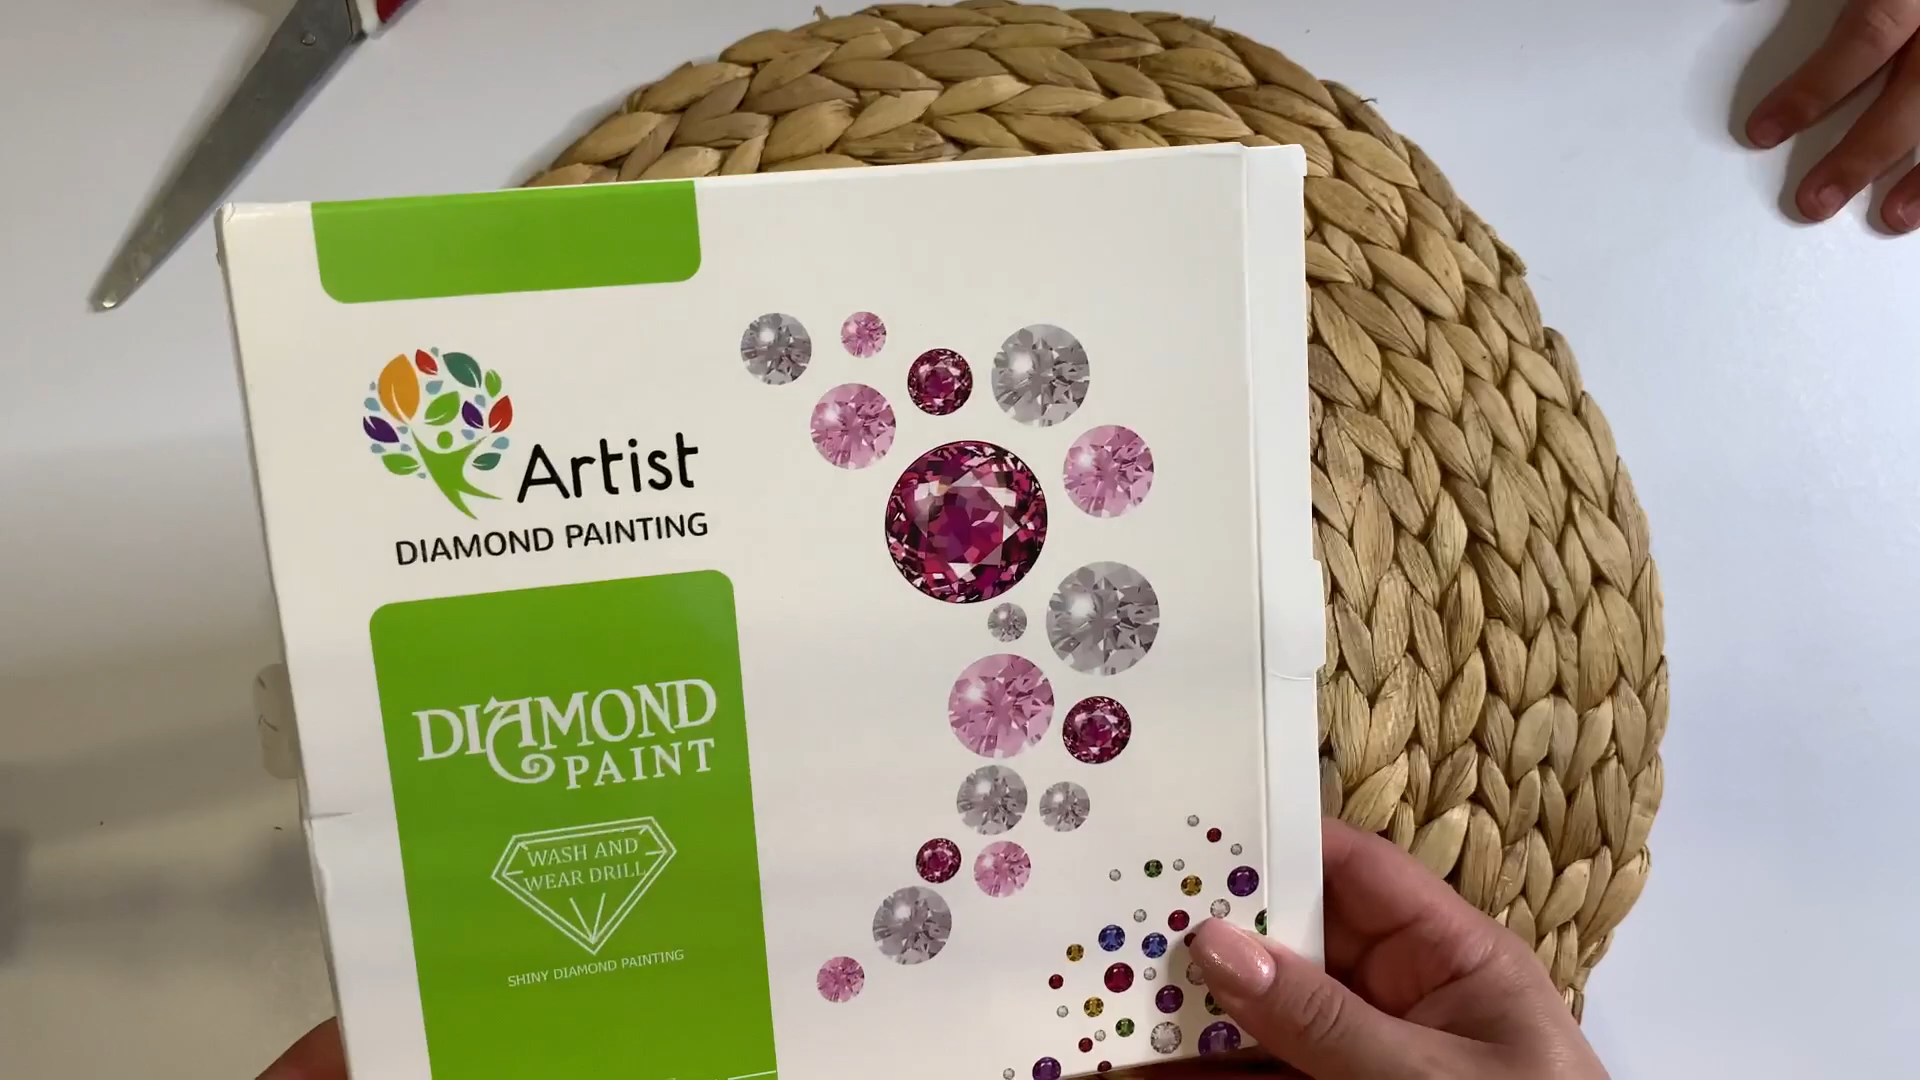 Artist
DIAMOND PAINTING
DIAMOND
PAINT
WASH AND
WEAR DRILL
SHINY DIAMOND PAINTING